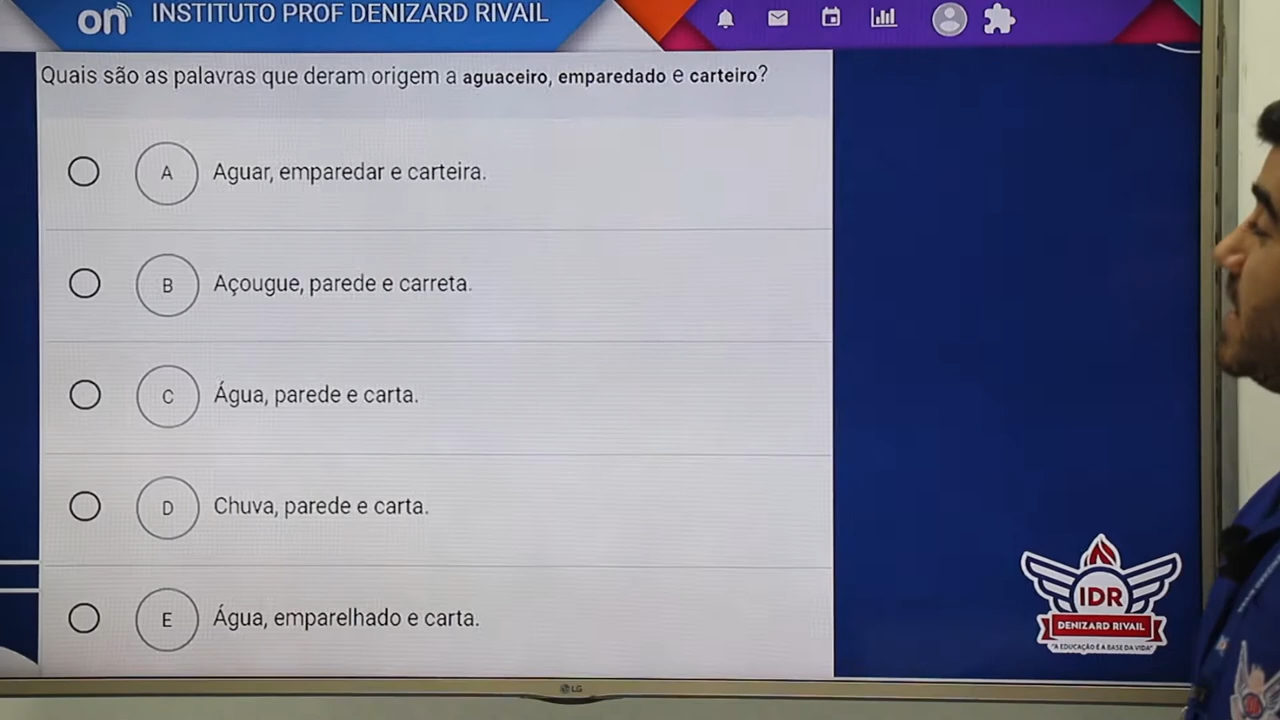 on
INSTITUTO PROF DENIZARD RIVAIL
Quais são as palavras que deram origem a aguaceiro, emparedado e carteiro?
A Aguar, emparedar e carteira.
B Açougue, parede e carreta.
C Água, parede e carta.
D Chuva, parede e carta.
E Água, emparelhado e carta.
IDR
DENIZARD RIVAIL
"A EDUCAÇÃO É A BASE DA VIDA"
LG